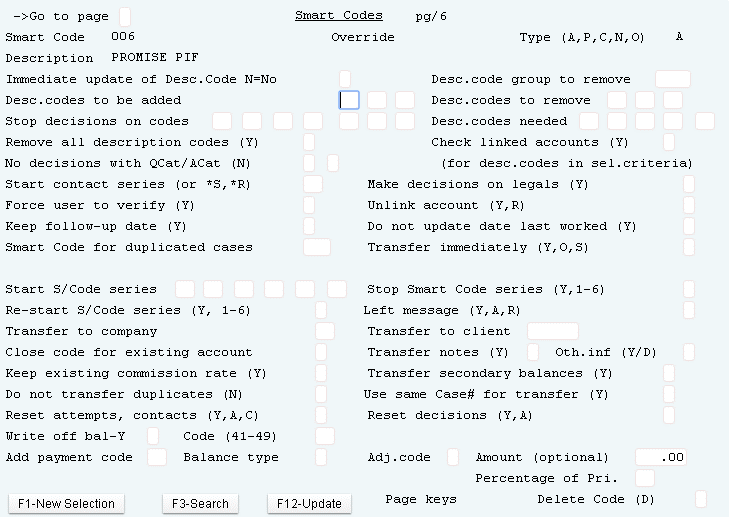 ->Go to page Smart Codes pg/6
Smart Code 006 Override Type (A,P,C,N,O) A
Description PROMISE PIF
Immediate update of Desc.Code N=No Desc.code group to remove
Desc.codes to be added Desc.codes to remove
Stop decisions on codes Desc.codes needed
Remove all description codes (Y) Check linked accounts (Y)
No decisions with QCat/ACat (N) (for desc.codes in sel.criteria)
Start contact series (or *S,*R) Make decisions on legals (Y)
Force user to verify (Y) Unlink account (Y,R)
Keep follow-up date (Y) Do not update date last worked (Y)
Smart Code for duplicated cases Transfer immediately (Y,O,S)
Start S/Code series Stop Smart Code series (Y,1-6)
Re-start S/Code series (Y, 1-6) Left message (Y,A,R)
Transfer to company Transfer to client
Close code for existing account Transfer notes (Y) Oth.inf (Y/D)
Keep existing commission rate (Y) Transfer secondary balances (Y)
Do not transfer duplicates (N) Use same Case# for transfer (Y)
Reset attempts, contacts (Y,A,C) Reset decisions (Y,A)
Write off bal-Y Code (41-49)
Add payment code Balance type Adj.code Amount (optional) .00
Percentage of Pri.
F1-New Selection F3-Search F12-Update Page keys Delete Code (D)